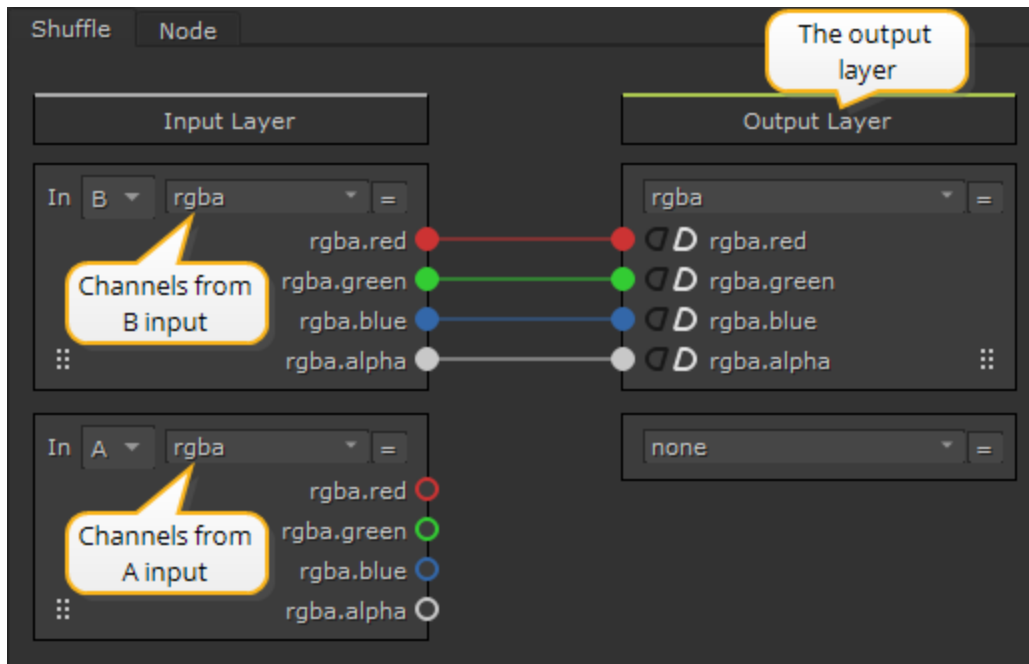 Shuffle Node
The output
layer
Input Layer
Output Layer
In B rgba =
rgba.red
rgba.green
rgba.blue
rgba.alpha
Channels from
B input
rgba =
rgba.red
rgba.green
rgba.blue
rgba.alpha
In A rgba =
rgba.red
rgba.green
rgba.blue
rgba.alpha
Channels from
A input
none =